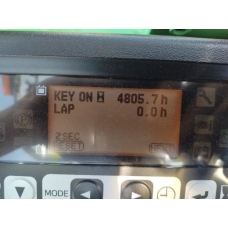 KEY ON H 4805.7h
LAP 0.0h
2SEC
RESET
MODE